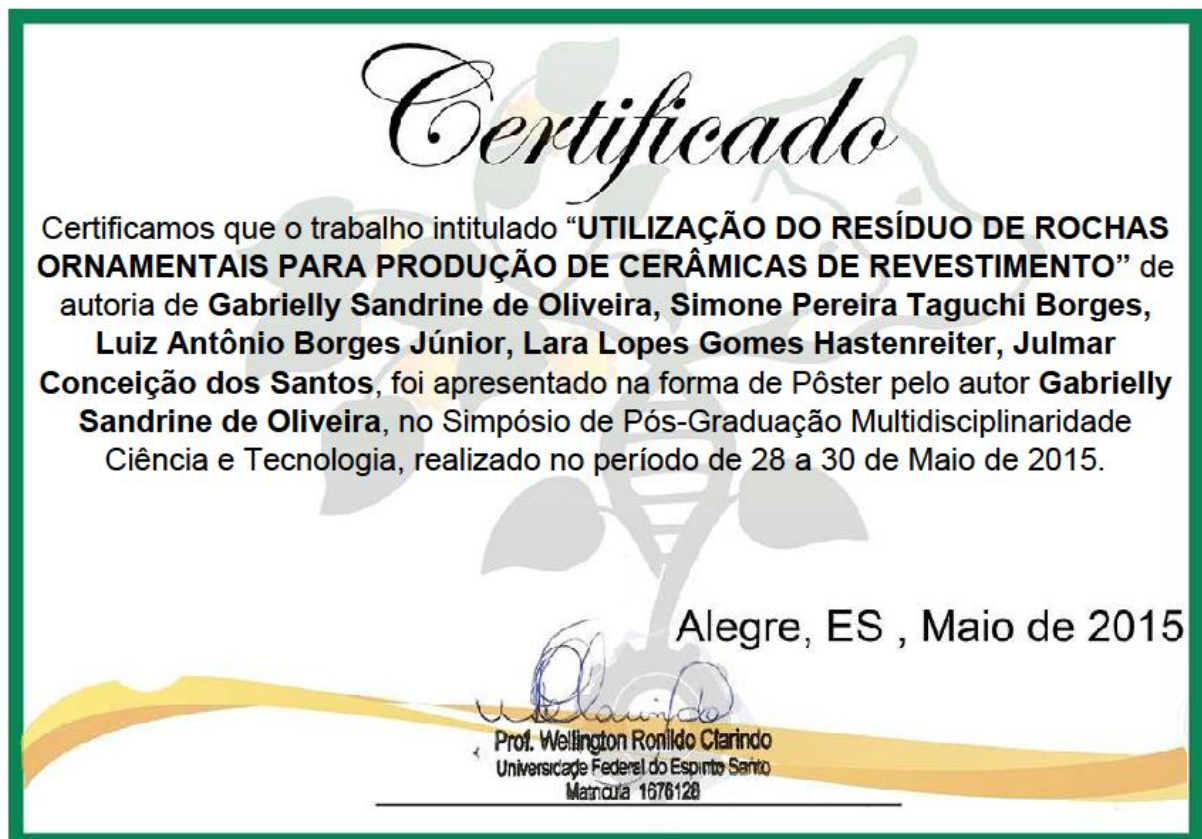 Certificado
Certificamos que o trabalho intitulado “UTILIZAÇÃO DO RESÍDUO DE ROCHAS
ORNAMENTAIS PARA PRODUÇÃO DE CERÂMICAS DE REVESTIMENTO” de
autoria de Gabrielly Sandrine de Oliveira, Simone Pereira Taguchi Borges,
Luiz Antônio Borges Júnior, Lara Lopes Gomes Hastenreiter, Julmar
Conceição dos Santos, foi apresentado na forma de Pôster pelo autor Gabrielly
Sandrine de Oliveira, no Simpósio de Pós-Graduação Multidisciplinaridade
Ciência e Tecnologia, realizado no período de 28 a 30 de Maio de 2015.
Alegre, ES , Maio de 2015
Prof. Wellington Ronildo Clarindo
Universidade Federal do Espírito Santo
Matrícula 1676128